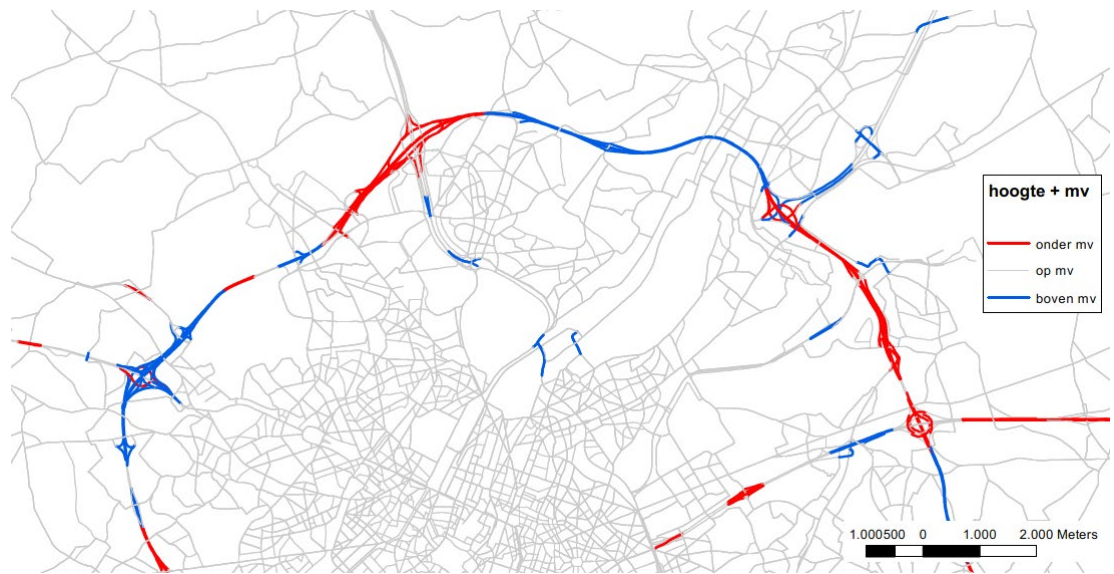 hoogte + mv
onder mv
op mv
boven mv
1.000500 0 1.000 2.000 Meters